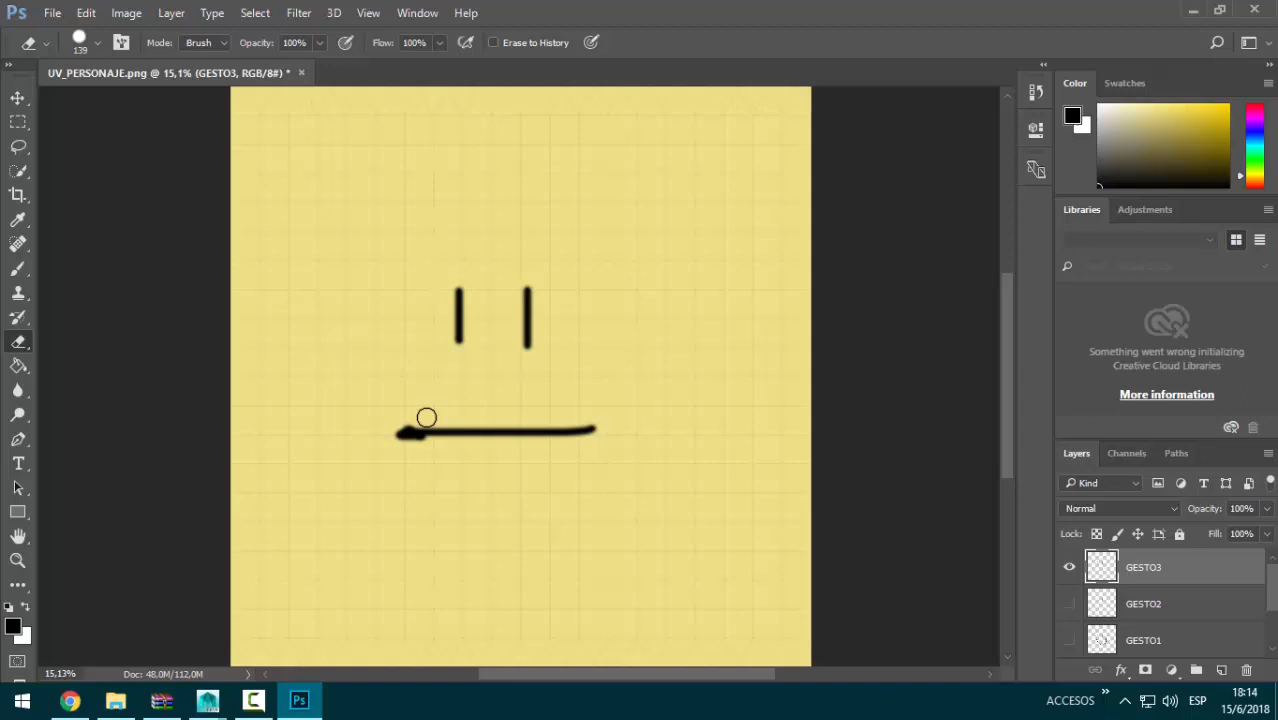 Ps File Edit Image Layer Type Select Filter 3D View Window Help
139 Mode: Brush Opacity: 100% Flow: 100% Erase to History
UV_PERSONAJE.png @ 15,1% (GESTO3, RGB/8#) *
Color Swatches
Libraries Adjustments
Something went wrong initializing
Creative Cloud Libraries
More information
Layers Channels Paths
Kind
Normal Opacity: 100%
Lock: Fill: 100%
GESTO3
GESTO2
GESTO1
15,13% Doc: 48,0M/112,0M
Ps ACCESOS ESP 18:14
15/6/2018